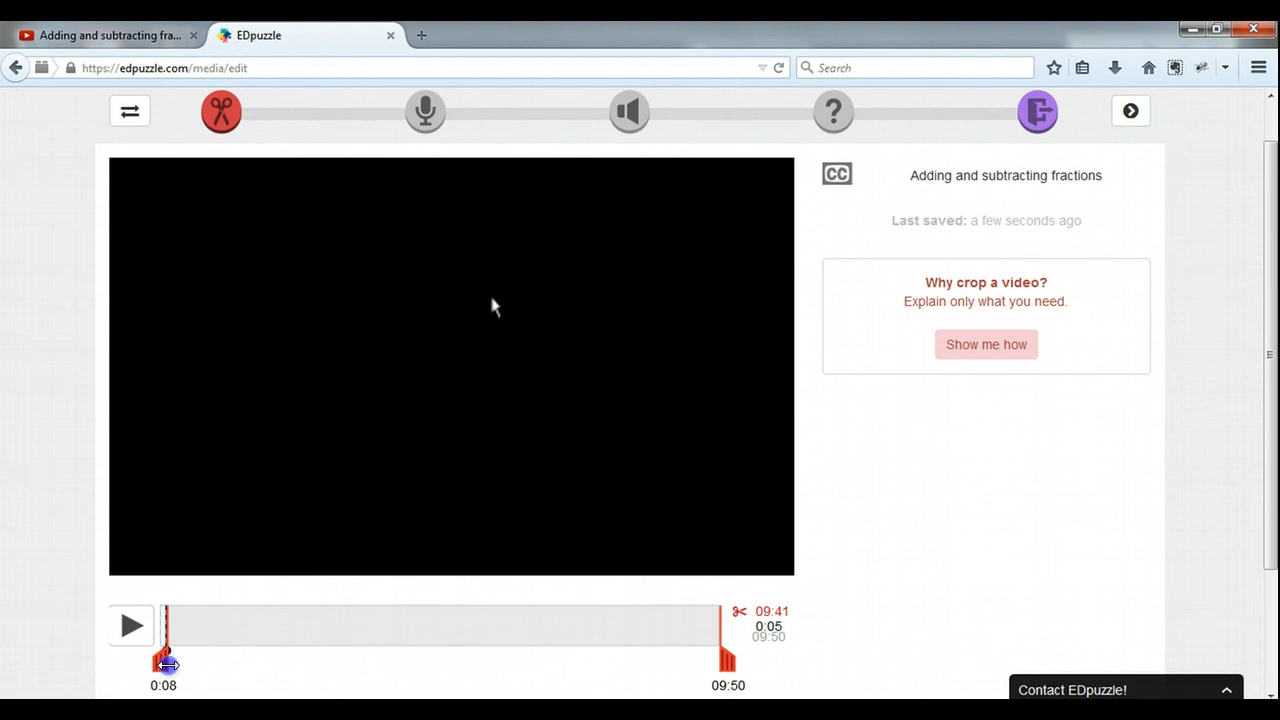 Adding and subtracting fra...
EDpuzzle
https://edpuzzle.com/media/edit
Search
?
CC
Adding and subtracting fractions
Last saved: a few seconds ago
Why crop a video?
Explain only what you need.
Show me how
09:41
0:05
09:50
0:08
09:50
Contact EDpuzzle!